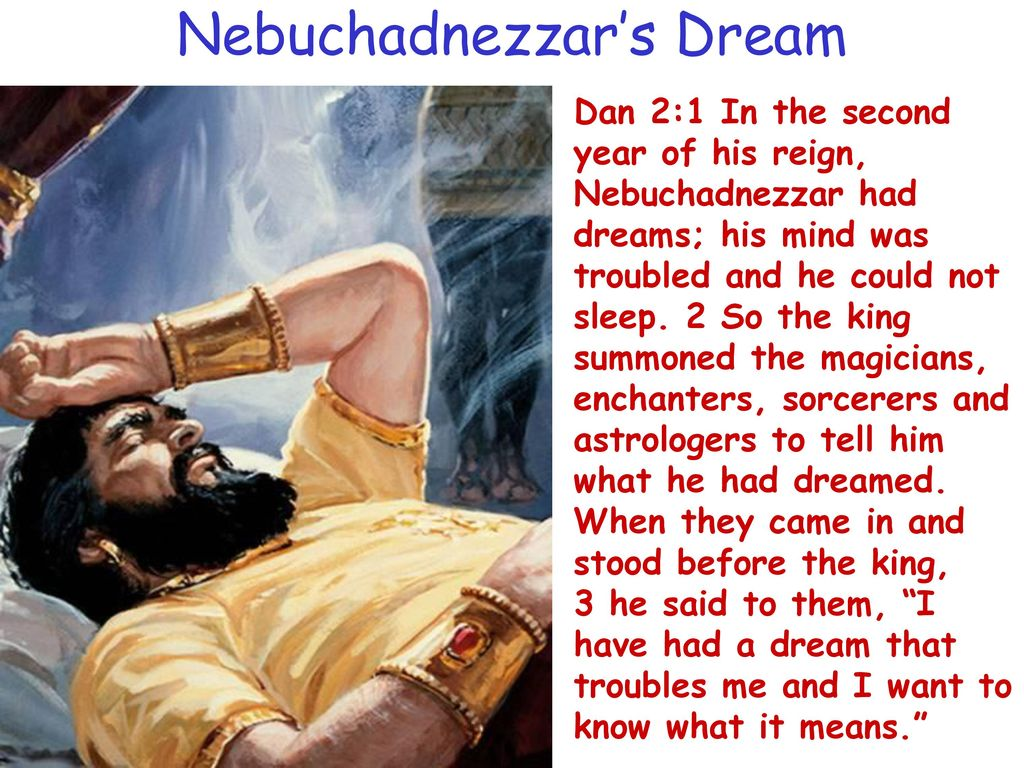 Nebuchadnezzar’s Dream
Dan 2:1 In the second
year of his reign,
Nebuchadnezzar had
dreams; his mind was
troubled and he could not
sleep. 2 So the king
summoned the magicians,
enchanters, sorcerers and
astrologers to tell him
what he had dreamed.
When they came in and
stood before the king,
3 he said to them, “I
have had a dream that
troubles me and I want to
know what it means.”